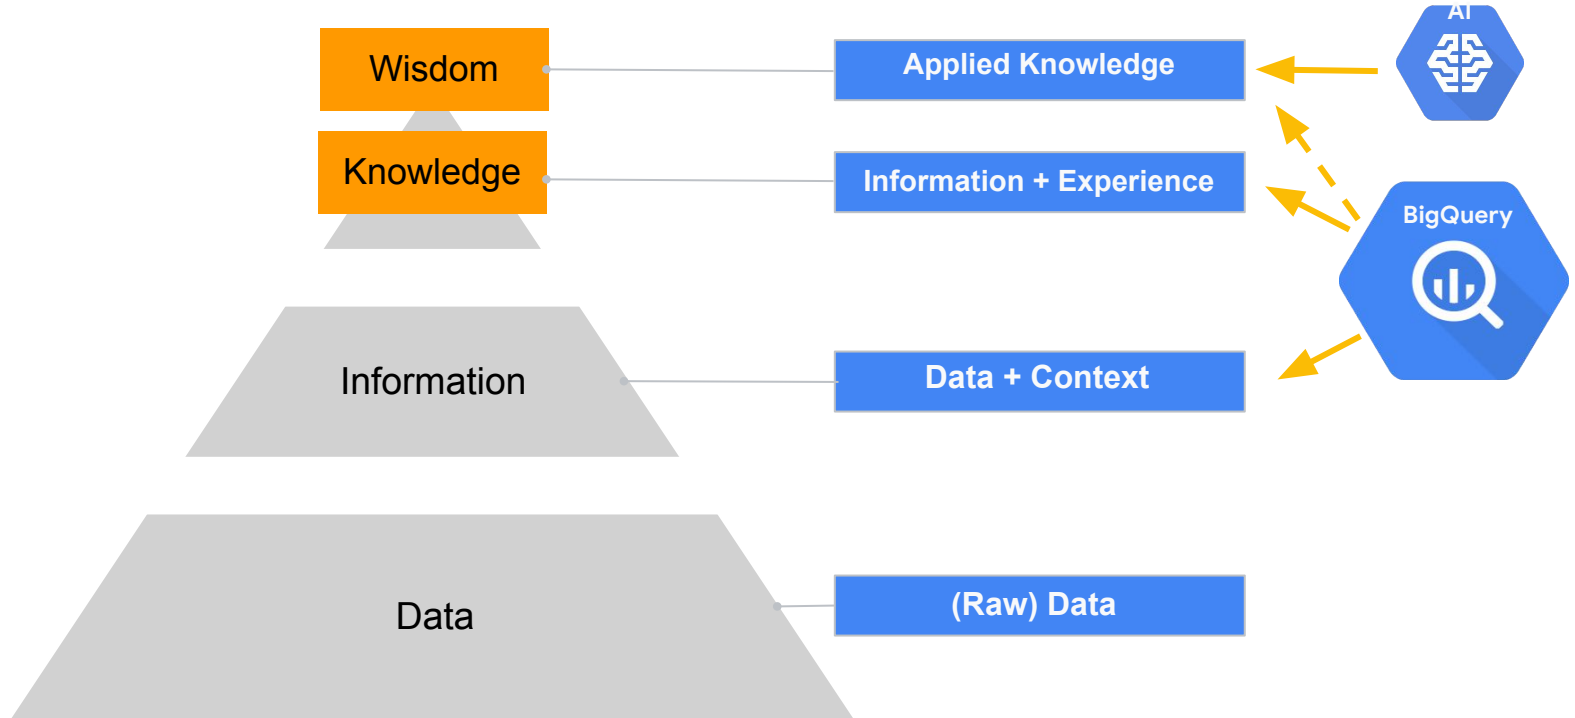 Wisdom
Applied Knowledge
AI
Knowledge
Information + Experience
BigQuery
Information
Data + Context
Data
(Raw) Data